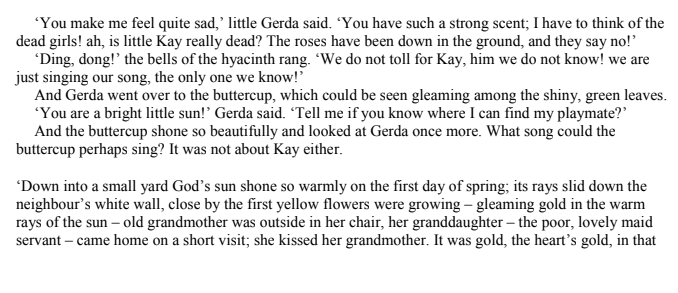 ‘You make me feel quite sad,’ little Gerda said. ‘You have such a strong scent; I have to think of the
dead girls! ah, is little Kay really dead? The roses have been down in the ground, and they say no!’
‘Ding, dong!’ the bells of the hyacinth rang. ‘We do not toll for Kay, him we do not know! we are
just singing our song, the only one we know!’
And Gerda went over to the buttercup, which could be seen gleaming among the shiny, green leaves.
‘You are a bright little sun!’ Gerda said. ‘Tell me if you know where I can find my playmate?’
And the buttercup shone so beautifully and looked at Gerda once more. What song could the
buttercup perhaps sing? It was not about Kay either.
‘Down into a small yard God’s sun shone so warmly on the first day of spring; its rays slid down the
neighbour’s white wall, close by the first yellow flowers were growing – gleaming gold in the warm
rays of the sun – old grandmother was outside in her chair, her granddaughter – the poor, lovely maid
servant – came home on a short visit; she kissed her grandmother. It was gold, the heart’s gold, in that